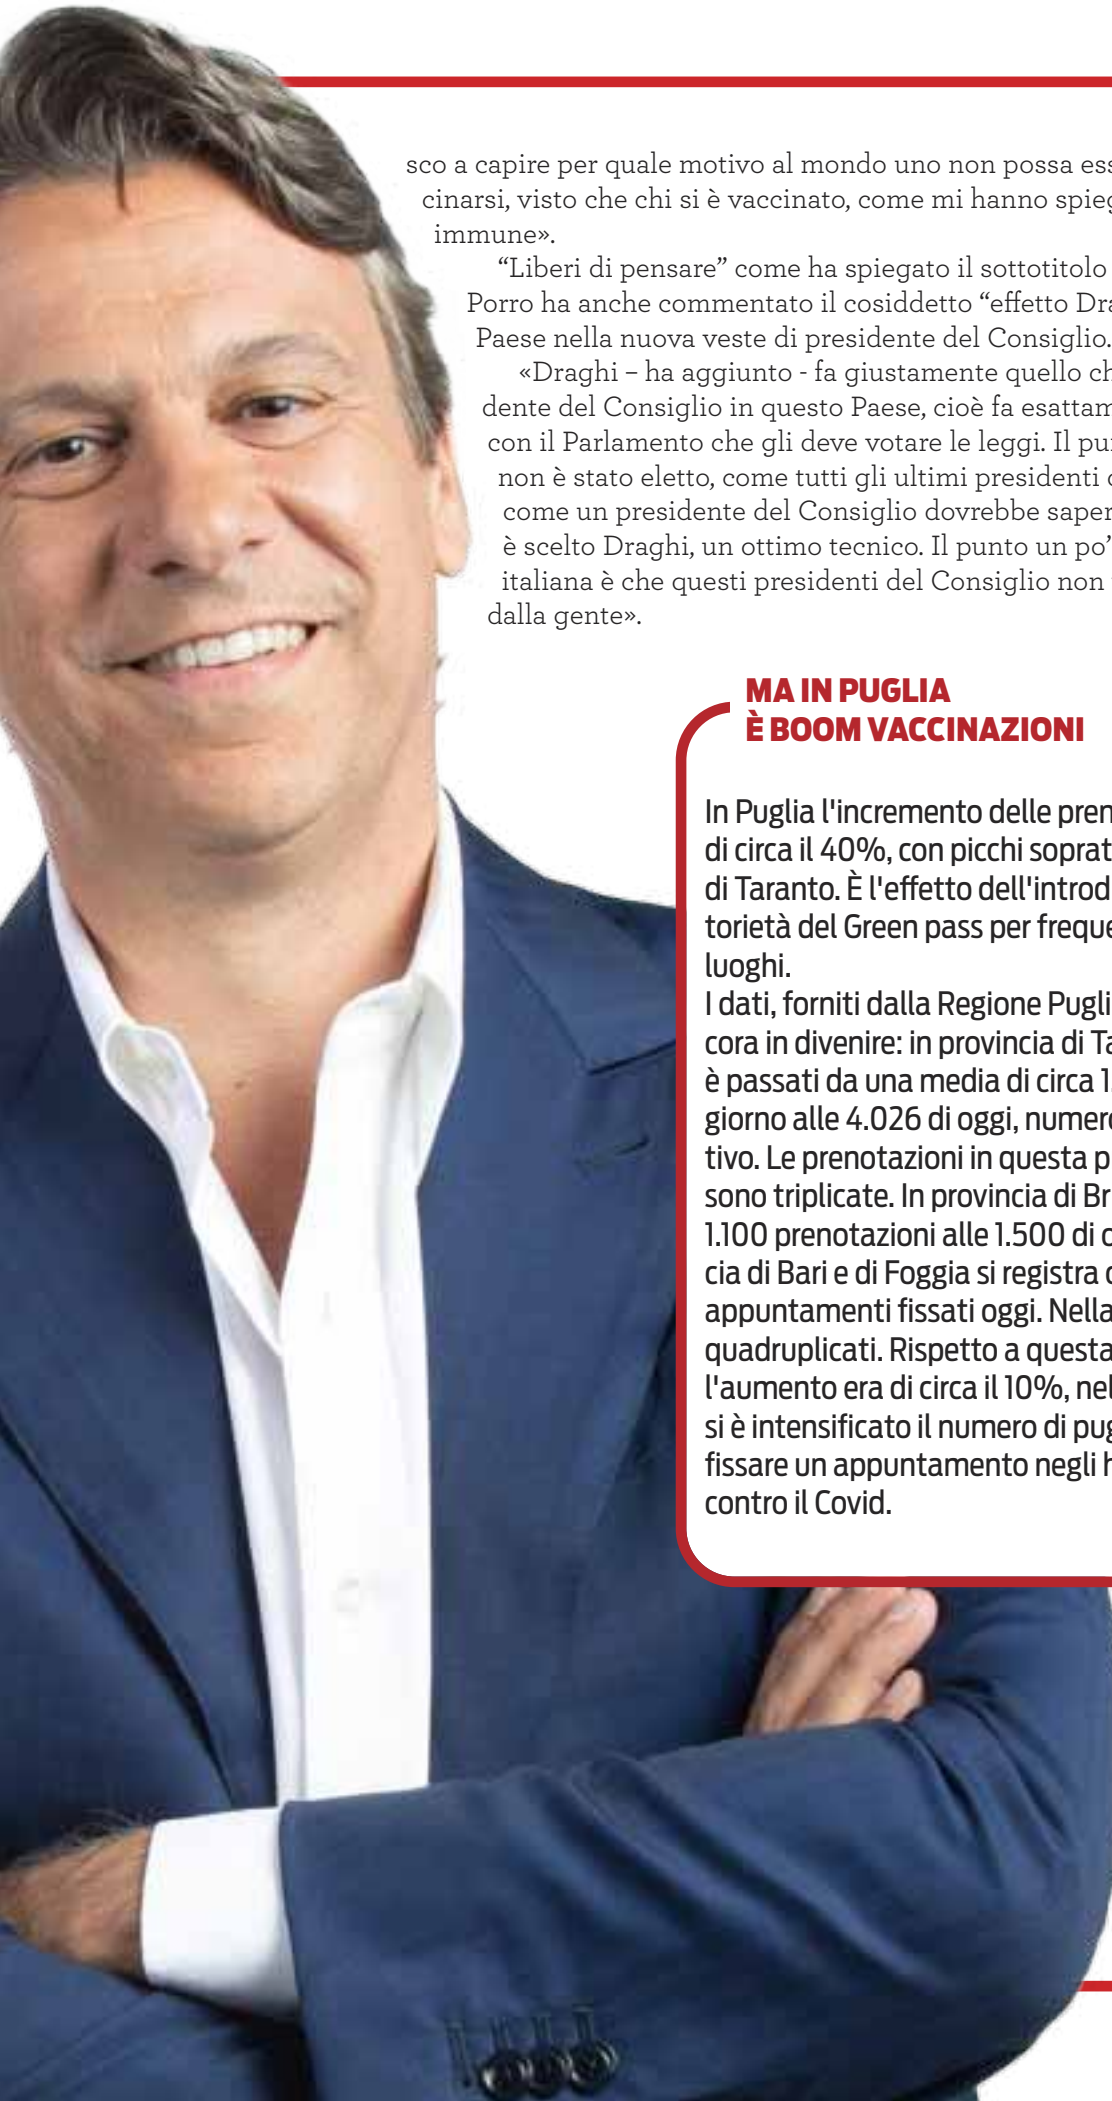 sco a capire per quale motivo al mondo uno non possa ess
cinarsi, visto che chi si è vaccinato, come mi hanno spieg
immune».
“Liberi di pensare” come ha spiegato il sottotitolo
Porro ha anche commentato il cosiddetto “effetto Dra
Paese nella nuova veste di presidente del Consiglio.
«Draghi – ha aggiunto - fa giustamente quello ch
dente del Consiglio in questo Paese, cioè fa esattam
con il Parlamento che gli deve votare le leggi. Il pu
non è stato eletto, come tutti gli ultimi presidenti
come un presidente del Consiglio dovrebbe saper
è scelto Draghi, un ottimo tecnico. Il punto un po’
italiana è che questi presidenti del Consiglio non
dalla gente».
MA IN PUGLIA
È BOOM VACCINAZIONI
In Puglia l'incremento delle pren
di circa il 40%, con picchi soprat
di Taranto. È l'effetto dell'introd
torietà del Green pass per freque
luoghi.
I dati, forniti dalla Regione Pugli
cora in divenire: in provincia di Ta
è passati da una media di circa 1.
giorno alle 4.026 di oggi, numero
tivo. Le prenotazioni in questa p
sono triplicate. In provincia di Br
1.100 prenotazioni alle 1.500 di o
cia di Bari e di Foggia si registra
appuntamenti fissati oggi. Nella
quadruplicati. Rispetto a questa
l'aumento era di circa il 10%, nel
si è intensificato il numero di pug
fissare un appuntamento negli h
contro il Covid.